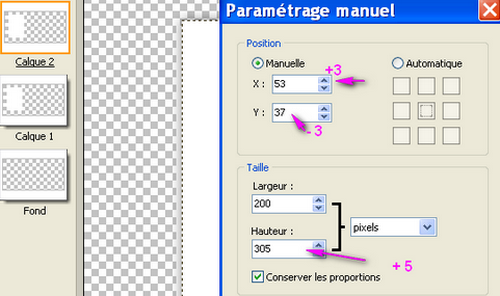 Paramétrage manuel
Position
Manuelle
Automatique
X :
53
+3
Y :
37
- 3
Calque 2
Calque 1
Fond
Taille
Largeur :
200
pixels
Hauteur :
305
+ 5
Conserver les proportions